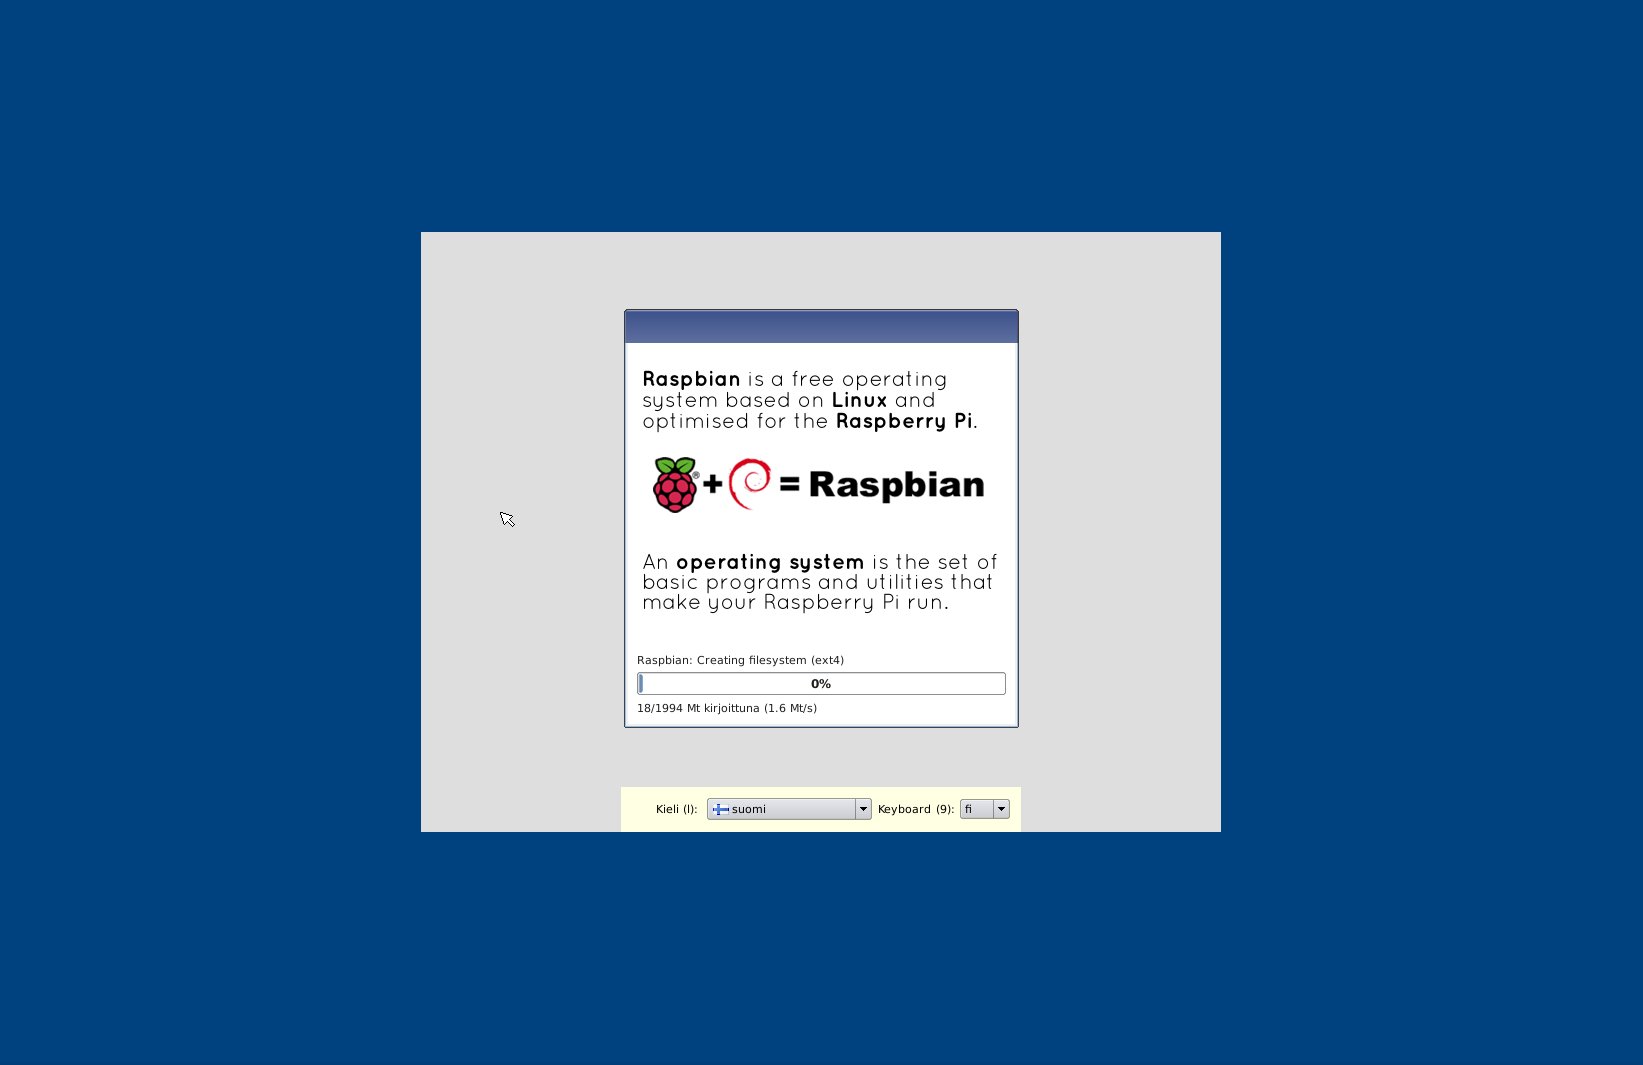 Raspbian is a free operating
system based on Linux and
optimised for the Raspberry Pi.
® + = Raspbian
An operating system is the set of
basic programs and utilities that
make your Raspberry Pi run.
Raspbian: Creating filesystem (ext4)
0%
18/1994 Mt kirjoittuna (1.6 Mt/s)
Kieli (l): suomi Keyboard (9): fi